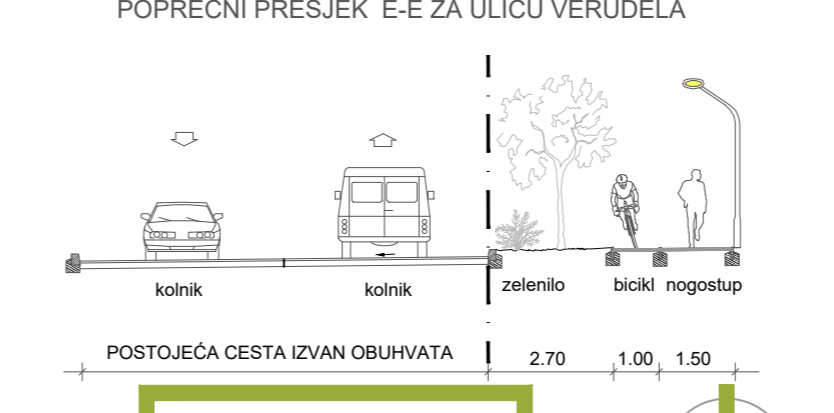 POPREČNI PRESJEK E-E ZA ULICU VERUDELA
kolnik kolnik zelenilo bicikl nogostup
POSTOJEĆA CESTA IZVAN OBUHVATA 2.70 1.00 1.50